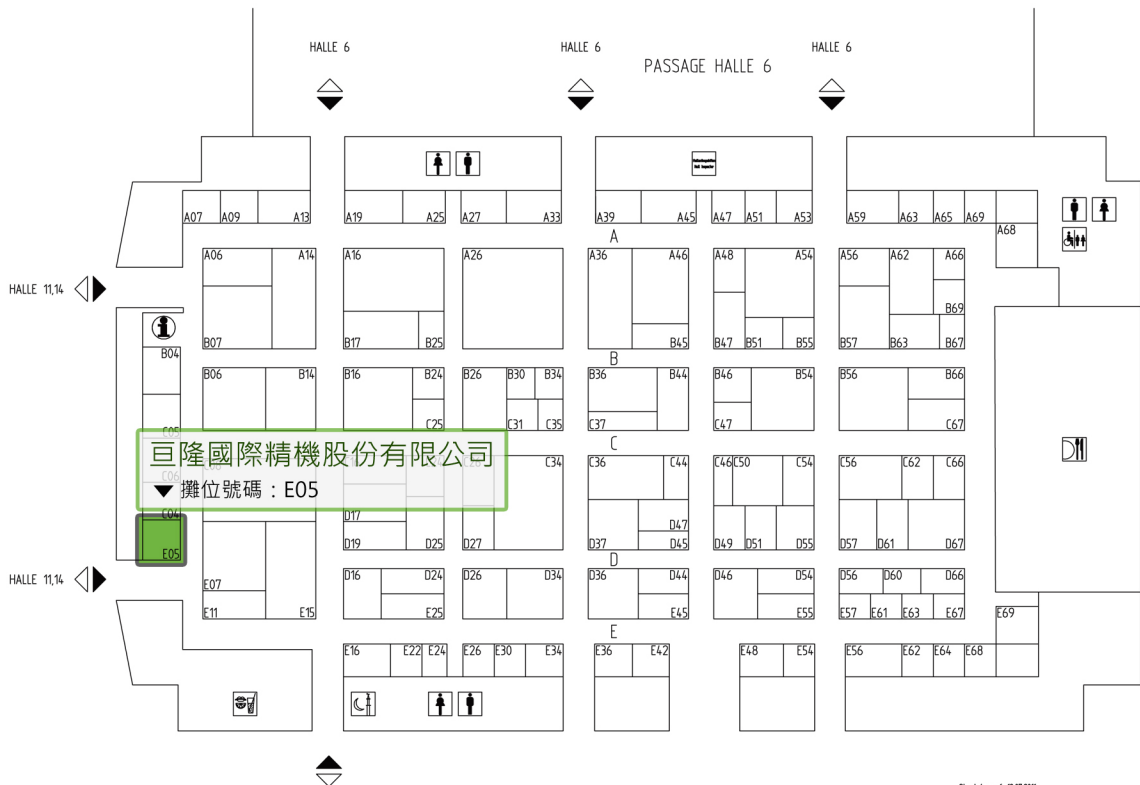 HALLE 6 HALLE 6 HALLE 6
PASSAGE HALLE 6
A07 A09 A13 A19 A25 A27 A33 A39 A45 A47 A51 A53 A59 A63 A65 A69
A68
A
A06 A14 A16 A26 A36 A46 A48 A54 A56 A62 A66
HALLE 11,14
B69
B07 B17 B25 B45 B47 B51 B55 B57 B63 B67
B
B04
B06 B14 B16 B24 B26 B30 B34 B36 B44 B46 B54 B56 B66
C05 C25 C31 C35 C37 C47 C67
C
亘隆國際精機股份有限公司
C34 C36 C44 C46 C50 C54 C56 C62 C66
C06
▼ 攤位號碼：E05
C04 D17 D47
E05 D19 D25 D27 D37 D45 D49 D51 D55 D57 D61 D67
D
HALLE 11,14
E07 D16 D24 D26 D34 D36 D44 D46 D54 D56 D60 D66
E11 E15 E25 E45 E55 E57 E61 E63 E67
E69
E
E16 E22 E24 E26 E30 E34 E36 E42 E48 E54 E56 E62 E64 E68